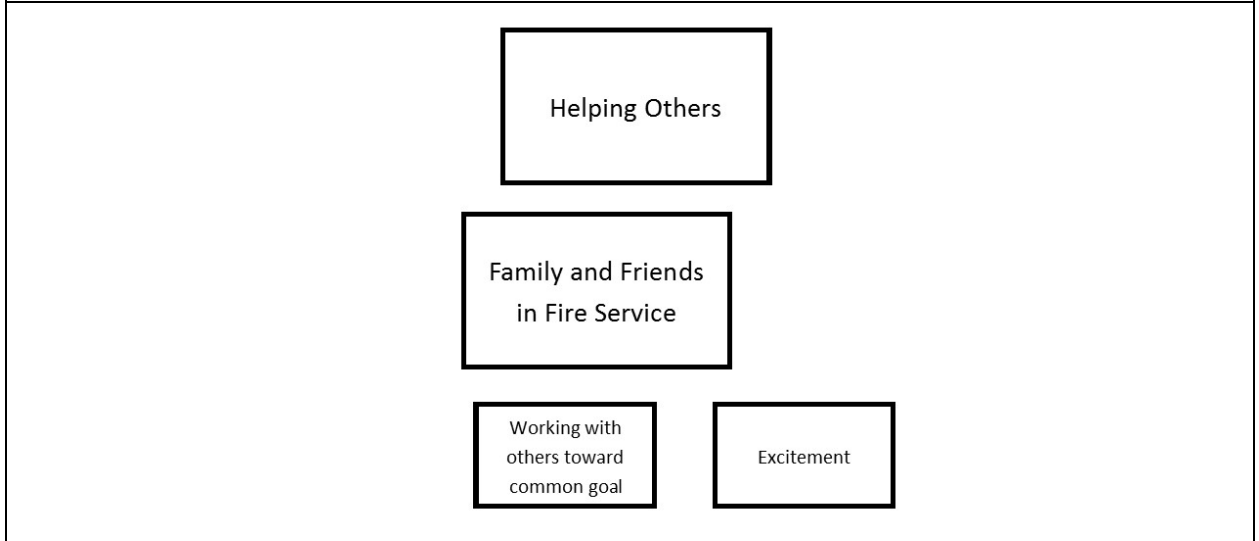 Helping Others
Family and Friends
in Fire Service
Working with
others toward
common goal
Excitement